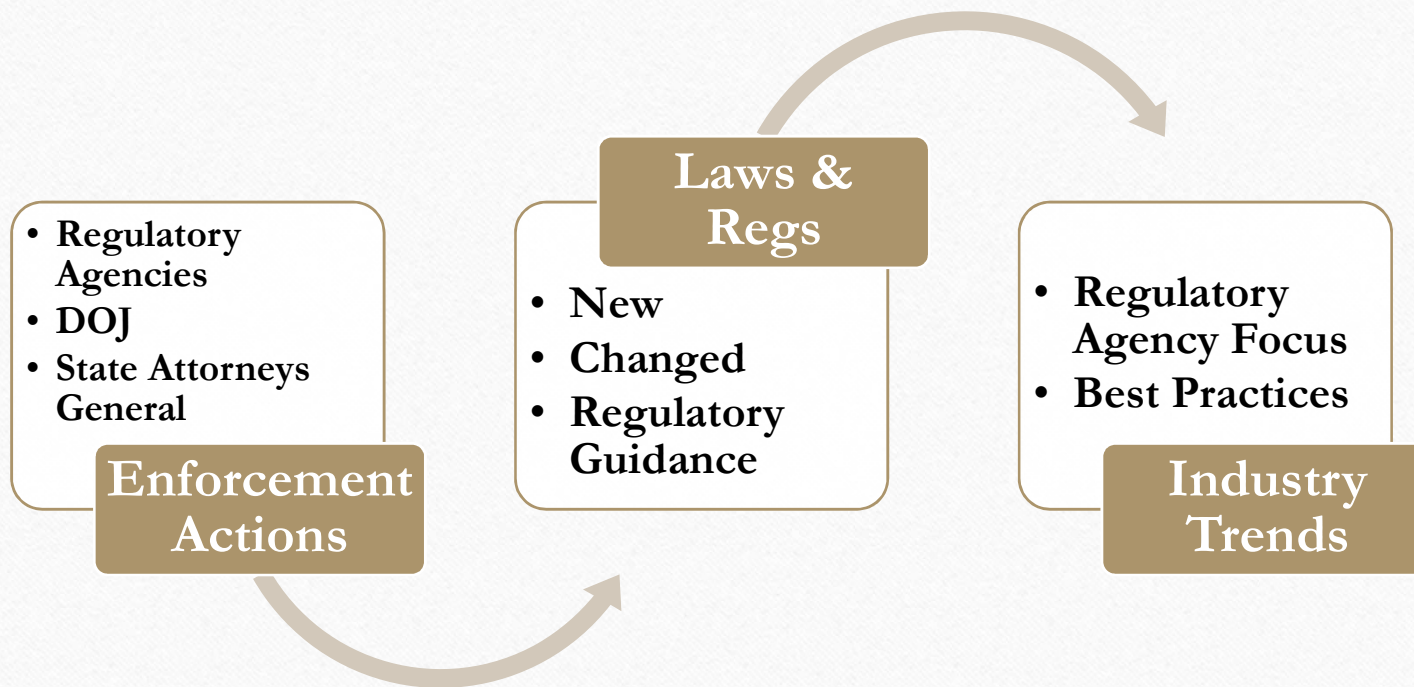 • Regulatory
Agencies
• DOJ
• State Attorneys
General
Enforcement
Actions
Laws &
Regs
• New
• Changed
• Regulatory
Guidance
• Regulatory
Agency Focus
• Best Practices
Industry
Trends